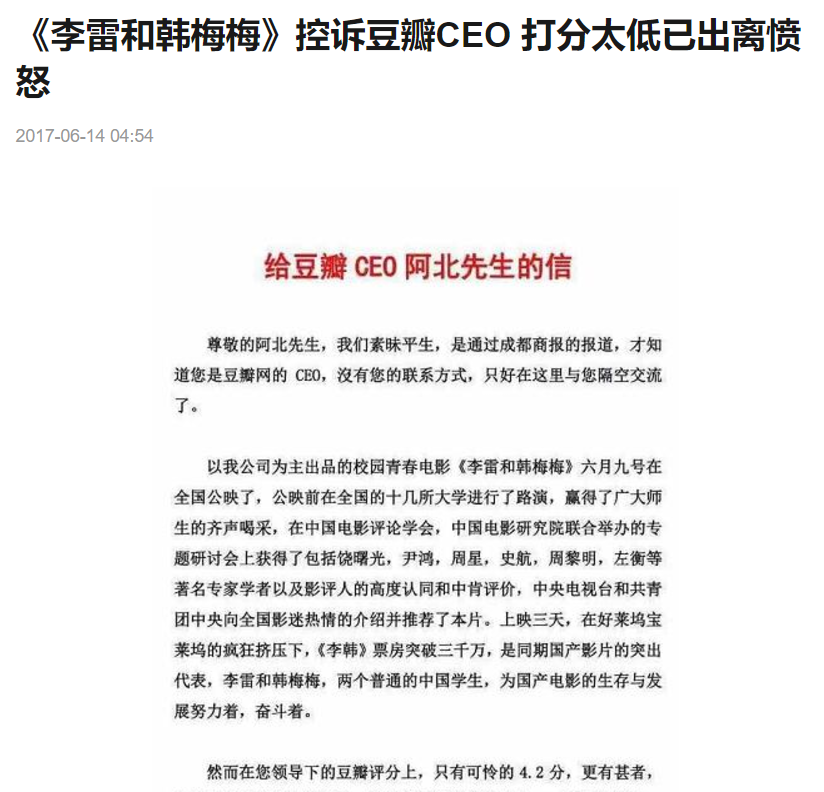 《李雷和韩梅梅》控诉豆瓣CEO 打分太低已出离愤
怒
2017-06-14 04:54
给豆瓣 CEO 阿北先生的信
尊敬的阿北先生，我们素昧平生，是通过成都商报的报道，才知
道您是豆瓣网的 CEO，沒有您的联系方式，只好在这里与您隔空交流
了。
以我公司为主出品的校园青春电影《李雷和韩梅梅》六月九号在
全国公映了，公映前在全国的十几所大学进行了路演，赢得了广大师
生的齐声喝采，在中国电影评论学会，中国电影研究院联合举办的专
题研讨会上获得了包括饶曙光，尹鸿，周星，史航，周黎明，左衡等
著名专家学者以及影评人的高度认同和中肯评价，中央电视台和共青
团中央向全国影迷热情的介绍并推荐了本片。上映三天，在好莱坞宝
莱坞的疯狂挤压下，《李韩》票房突破三千万，是同期国产影片的突出
代表，李雷和韩梅梅，两个普通的中国学生，为国产电影的生存与发
展努力着，奋斗着。
然而在您领导下的豆瓣评分上，只有可怜的 4.2 分，更有甚者，